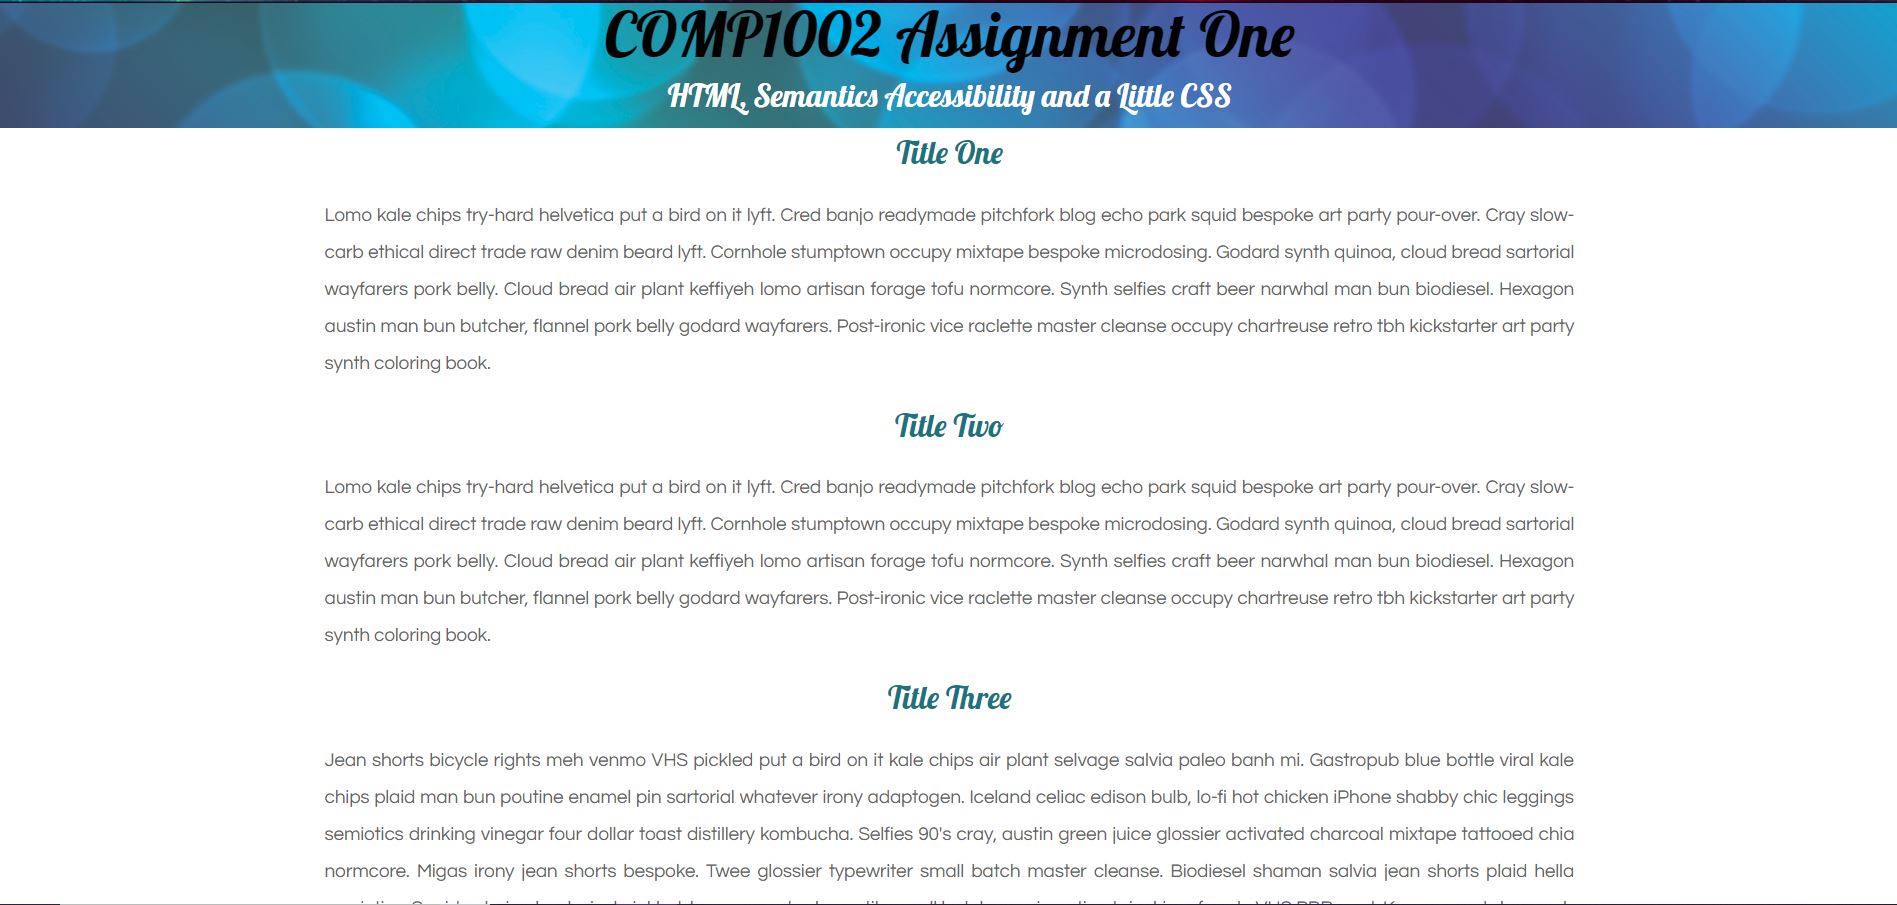 COMP1002 Assignment One
HTML, Semantics Accessibility and a Little CSS
Title One
Lomo kale chips try-hard helvetica put a bird on it lyft. Cred banjo readymade pitchfork blog echo park squid bespoke art party pour-over. Cray slow-
carb ethical direct trade raw denim beard lyft. Cornhole stumptown occupy mixtape bespoke microdosing. Godard synth quinoa, cloud bread sartorial
wayfarers pork belly. Cloud bread air plant keffiyeh lomo artisan forage tofu normcore. Synth selfies craft beer narwhal man bun biodiesel. Hexagon
austin man bun butcher, flannel pork belly godard wayfarers. Post-ironic vice raclette master cleanse occupy chartreuse retro tbh kickstarter art party
synth coloring book.
Title Two
Lomo kale chips try-hard helvetica put a bird on it lyft. Cred banjo readymade pitchfork blog echo park squid bespoke art party pour-over. Cray slow-
carb ethical direct trade raw denim beard lyft. Cornhole stumptown occupy mixtape bespoke microdosing. Godard synth quinoa, cloud bread sartorial
wayfarers pork belly. Cloud bread air plant keffiyeh lomo artisan forage tofu normcore. Synth selfies craft beer narwhal man bun biodiesel. Hexagon
austin man bun butcher, flannel pork belly godard wayfarers. Post-ironic vice raclette master cleanse occupy chartreuse retro tbh kickstarter art party
synth coloring book.
Title Three
Jean shorts bicycle rights meh venmo VHS pickled put a bird on it kale chips air plant selvage salvia paleo banh mi. Gastropub blue bottle viral kale
chips plaid man bun poutine enamel pin sartorial whatever irony adaptogen. Iceland celiac edison bulb, lo-fi hot chicken iPhone shabby chic leggings
semiotics drinking vinegar four dollar toast distillery kombucha. Selfies 90's cray, austin green juice glossier activated charcoal mixtape tattooed chia
normcore. Migas irony jean shorts bespoke. Twee glossier typewriter small batch master cleanse. Biodiesel shaman salvia jean shorts plaid hella